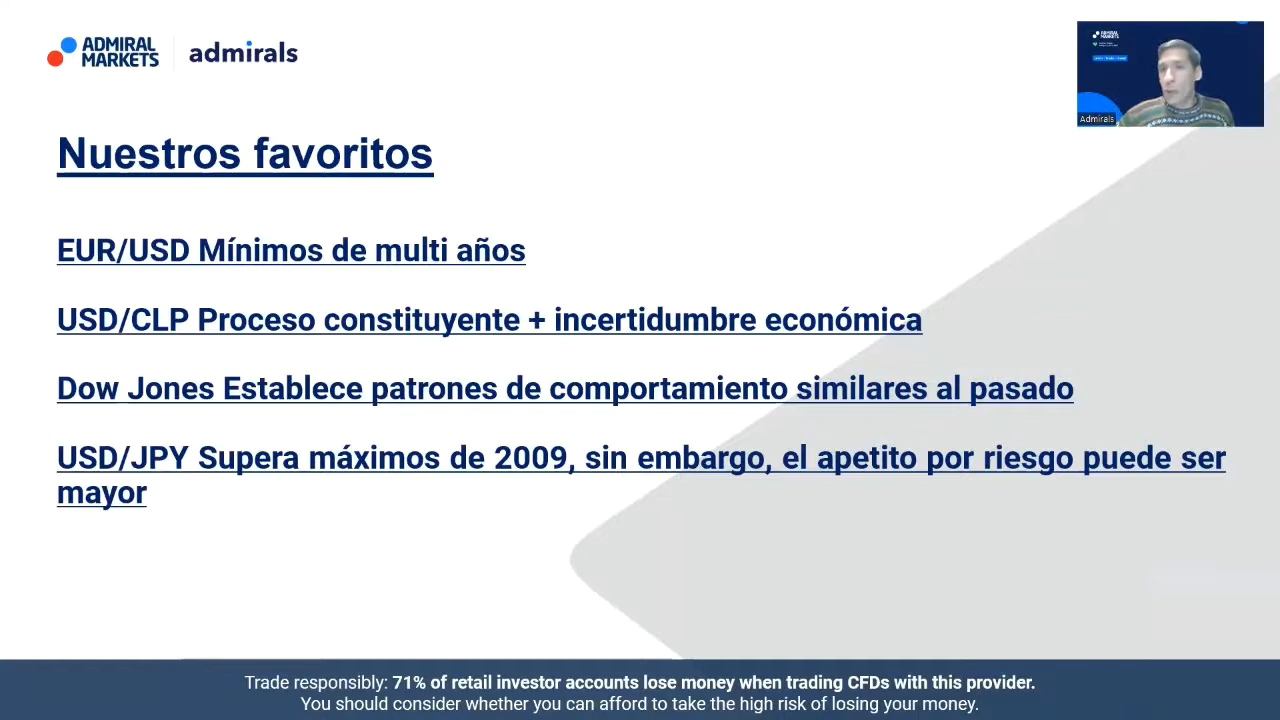 ADMIRAL
MARKETS
admirals
ADMIRAL
MARKETS
Admirals
Nuestros favoritos
EUR/USD Mínimos de multi años
USD/CLP Proceso constituyente + incertidumbre económica
Dow Jones Establece patrones de comportamiento similares al pasado
USD/JPY Supera máximos de 2009, sin embargo, el apetito por riesgo puede ser
mayor
Trade responsibly: 71% of retail investor accounts lose money when trading CFDs with this provider.
You should consider whether you can afford to take the high risk of losing your money.